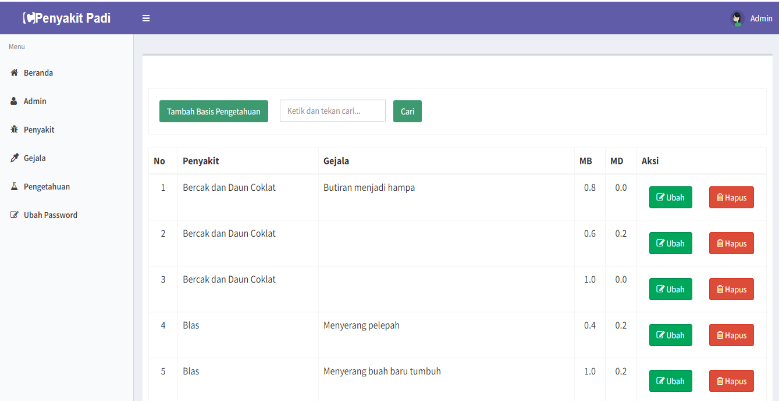 Penyakit Padi
Admin
Menu
Beranda
Admin
Penyakit
Gejala
Pengetahuan
Ubah Password
Tambah Basis Pengetahuan Ketik dan tekan cari... Cari
No Penyakit Gejala MB MD Aksi
1 Bercak dan Daun Coklat Butiran menjadi hampa 0.8 0.0 Ubah Hapus
2 Bercak dan Daun Coklat 0.6 0.2 Ubah Hapus
3 Bercak dan Daun Coklat 1.0 0.0 Ubah Hapus
4 Blas Menyerang pelepah 0.4 0.2 Ubah Hapus
5 Blas Menyerang buah baru tumbuh 1.0 0.2 Ubah Hapus